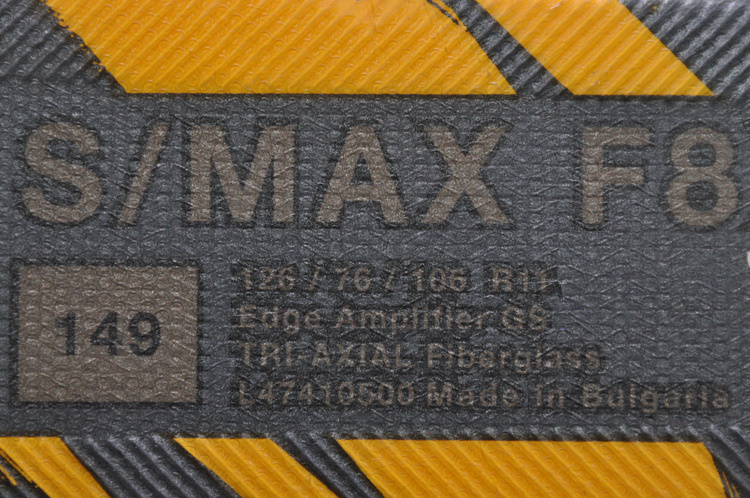 S/MAX F8
149
126 / 76 / 106 R11
Edge Amplifier GS
TRI-AXIAL Fiberglass
L47410500 Made in Bulgaria